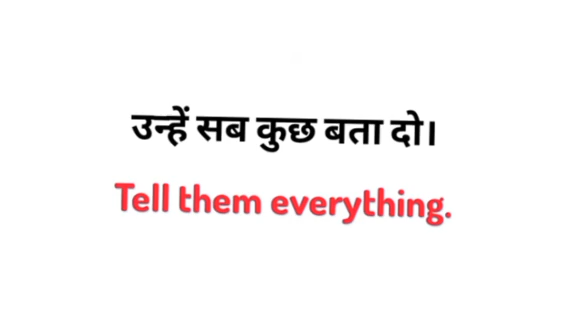 उन्हें सब कुछ बता दो।
Tell them everything.